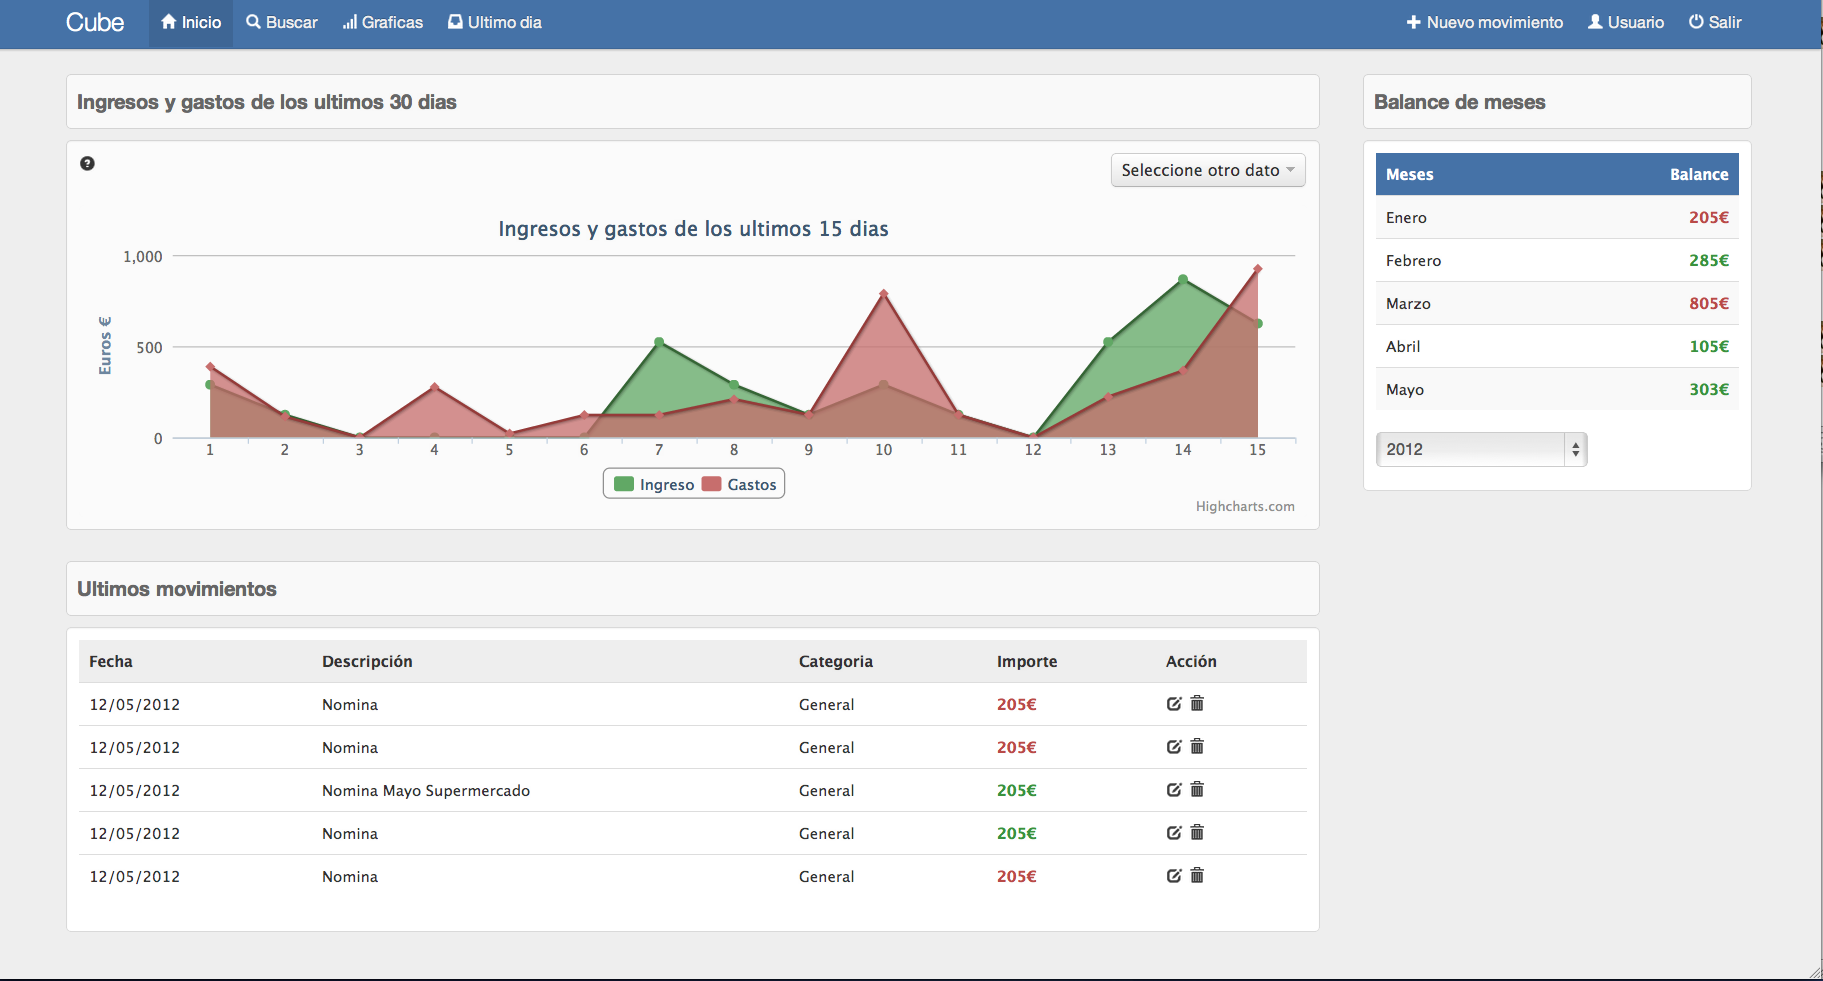 Cube Inicio Buscar Graficas Ultimo dia Nuevo movimiento Usuario Salir
Ingresos y gastos de los ultimos 30 dias
Seleccione otro dato
Ingresos y gastos de los ultimos 15 dias
Euros €
1,000
500
0
1 2 3 4 5 6 7 8 9 10 11 12 13 14 15
Ingreso Gastos
Highcharts.com
Balance de meses
Meses Balance
Enero 205€
Febrero 285€
Marzo 805€
Abril 105€
Mayo 303€
2012
Ultimos movimientos
Fecha Descripción Categoria Importe Acción
12/05/2012 Nomina General 205€
12/05/2012 Nomina General 205€
12/05/2012 Nomina Mayo Supermercado General 205€
12/05/2012 Nomina General 205€
12/05/2012 Nomina General 205€